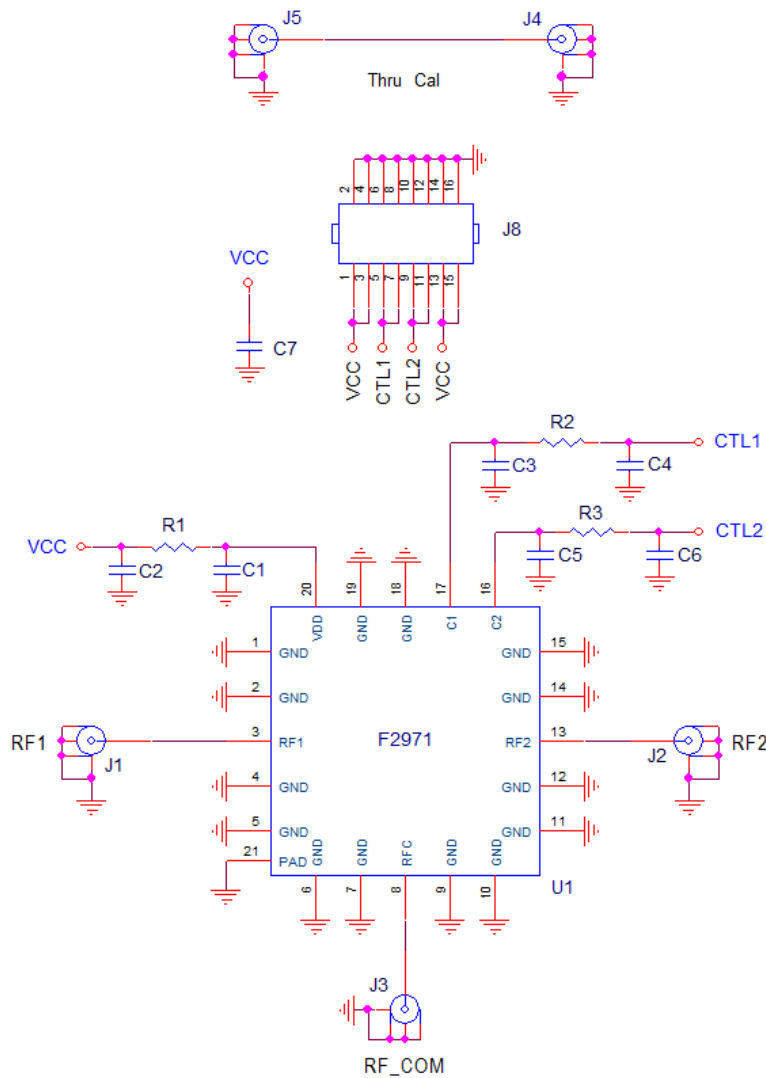 J5
J4
Thru Cal
2 4 6 8 10 12 14 16
J8
1 3 5 7 9 11 13 15
VCC
C7
VCC CTL1 CTL2 VCC
R2
CTL1
C3
C4
R1
R3
VCC
CTL2
C2
C1
C5
C6
20 19 18 17 16
VDD GND GND C1 C2
1 GND
GND 15
2 GND
GND 14
RF1
J1
3 RF1
F2971
RF2 13
J2
RF2
4 GND
GND 12
5 GND
GND 11
21 PAD
GND GND RFC GND GND
6 7 8 9 10
U1
J3
RF_COM